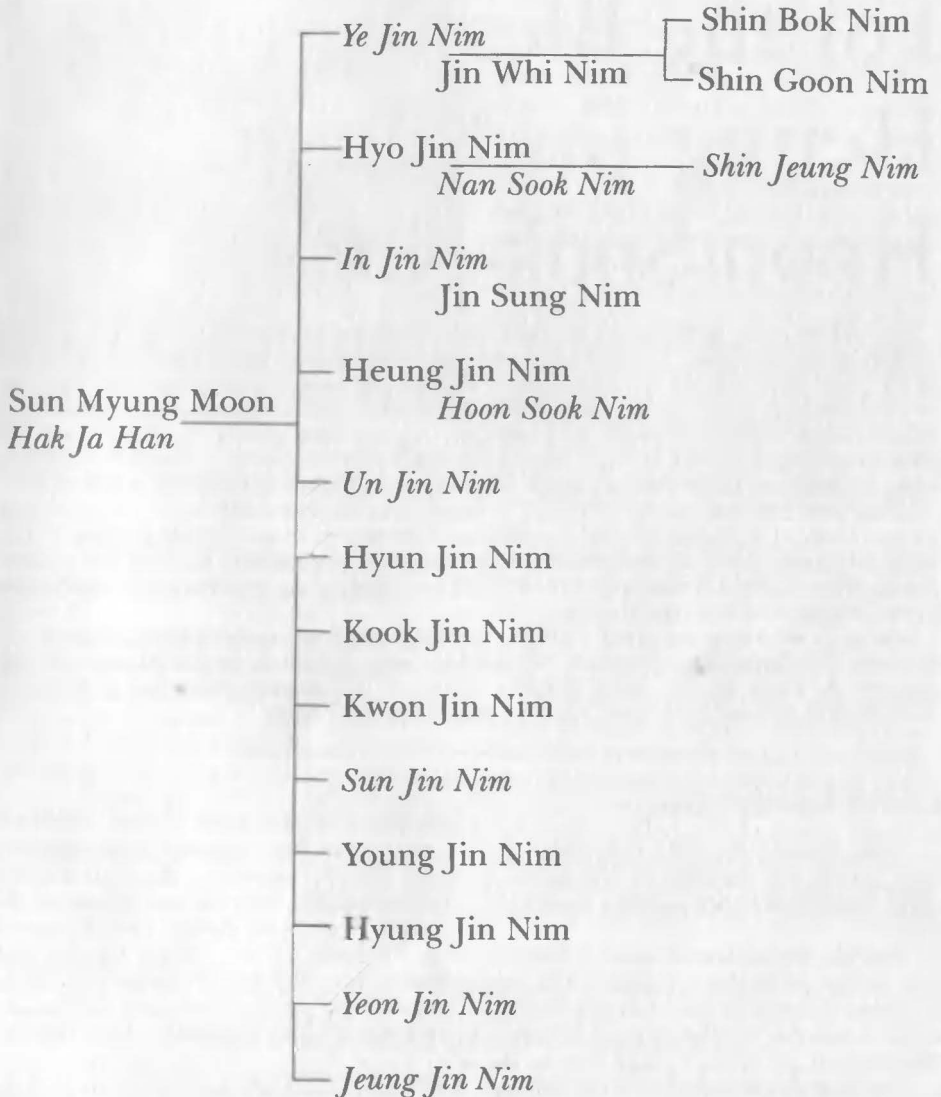 Ye Jin Nim
Jin Whi Nim
Shin Bok Nim
Shin Goon Nim
Hyo Jin Nim
Nan Sook Nim
Shin Jeung Nim
In Jin Nim
Jin Sung Nim
Heung Jin Nim
Hoon Sook Nim
Sun Myung Moon
Hak Ja Han
Un Jin Nim
Hyun Jin Nim
Kook Jin Nim
Kwon Jin Nim
Sun Jin Nim
Young Jin Nim
Hyung Jin Nim
Yeon Jin Nim
Jeung Jin Nim